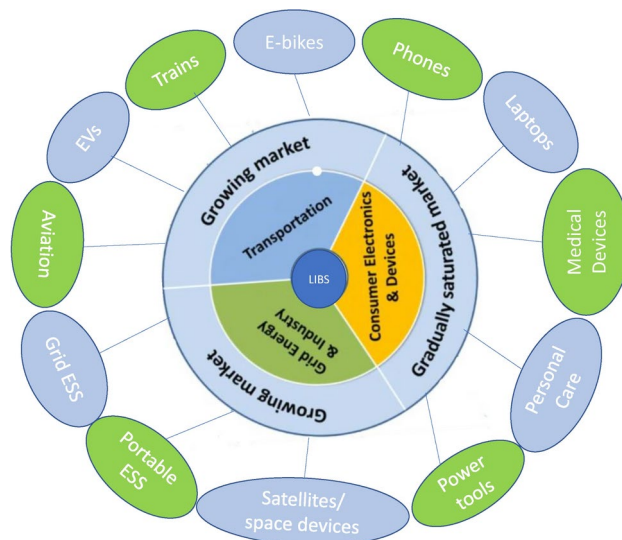 E-bikes
Phones
Laptops
Medical
Devices
Personal
Care
Power
tools
Satellites/
space devices
Portable
ESS
Grid ESS
Aviation
EVs
Trains
Growing market
Gradually saturated market
Growing market
Transportation
Consumer Electronics
& Devices
Grid Energy
& Industry
LIBS